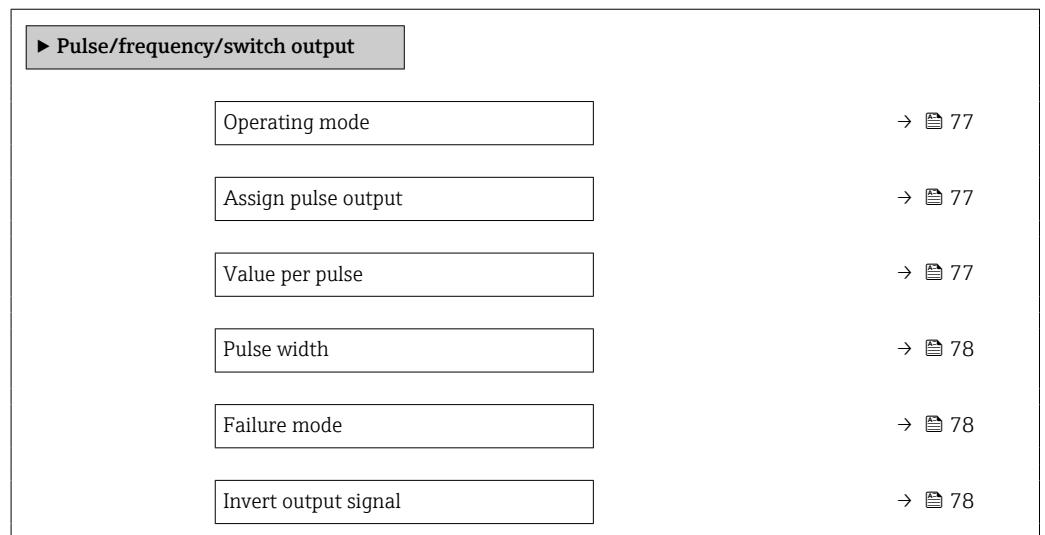 ▶ Pulse/frequency/switch output
Operating mode → 77
Assign pulse output → 77
Value per pulse → 77
Pulse width → 78
Failure mode → 78
Invert output signal → 78